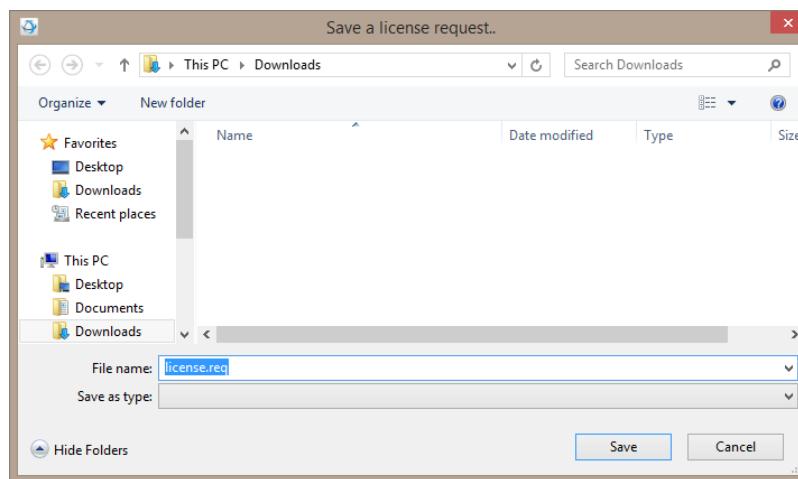 Save a license request..
This PC Downloads
Search Downloads
Organize New folder
Name Date modified Type Size
Favorites
Desktop
Downloads
Recent places
This PC
Desktop
Documents
Downloads
File name: license.req
Save as type:
Hide Folders Save Cancel